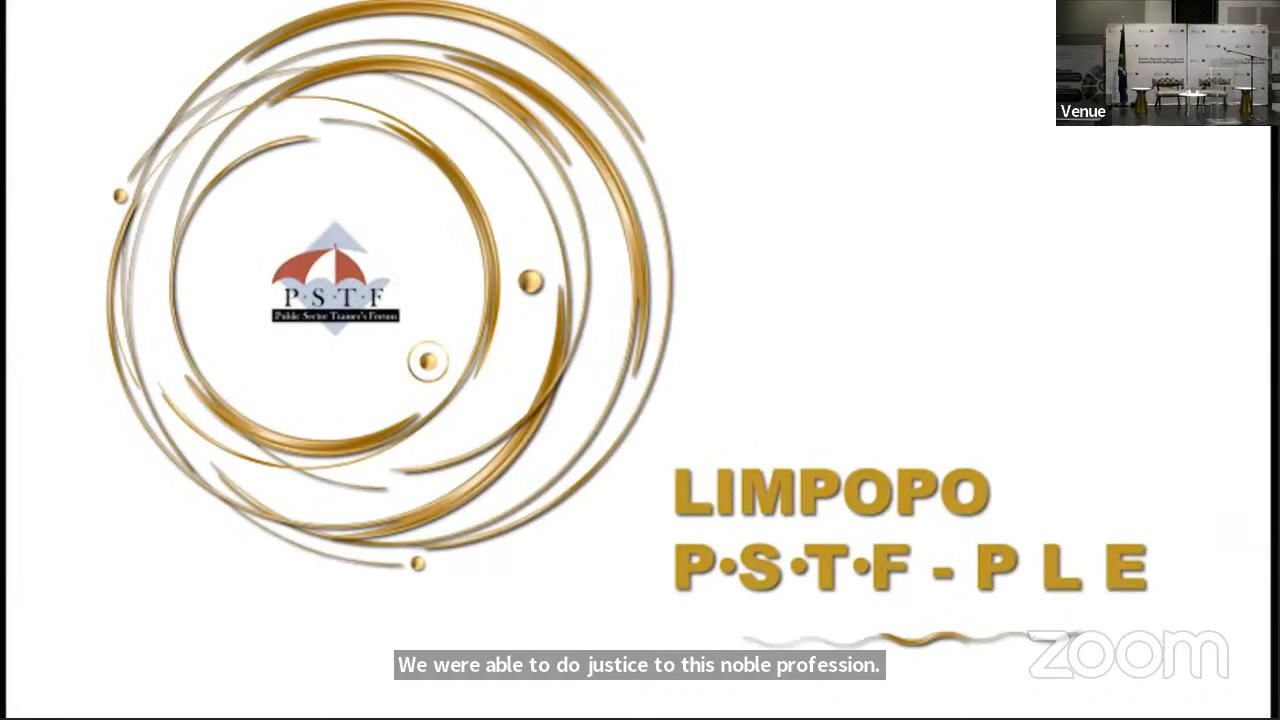 Venue
P·S·T·F
Public Sector Trainer's Forum
LIMPOPO
P·S·T·F - P L E
zoom
We were able to do justice to this noble profession.